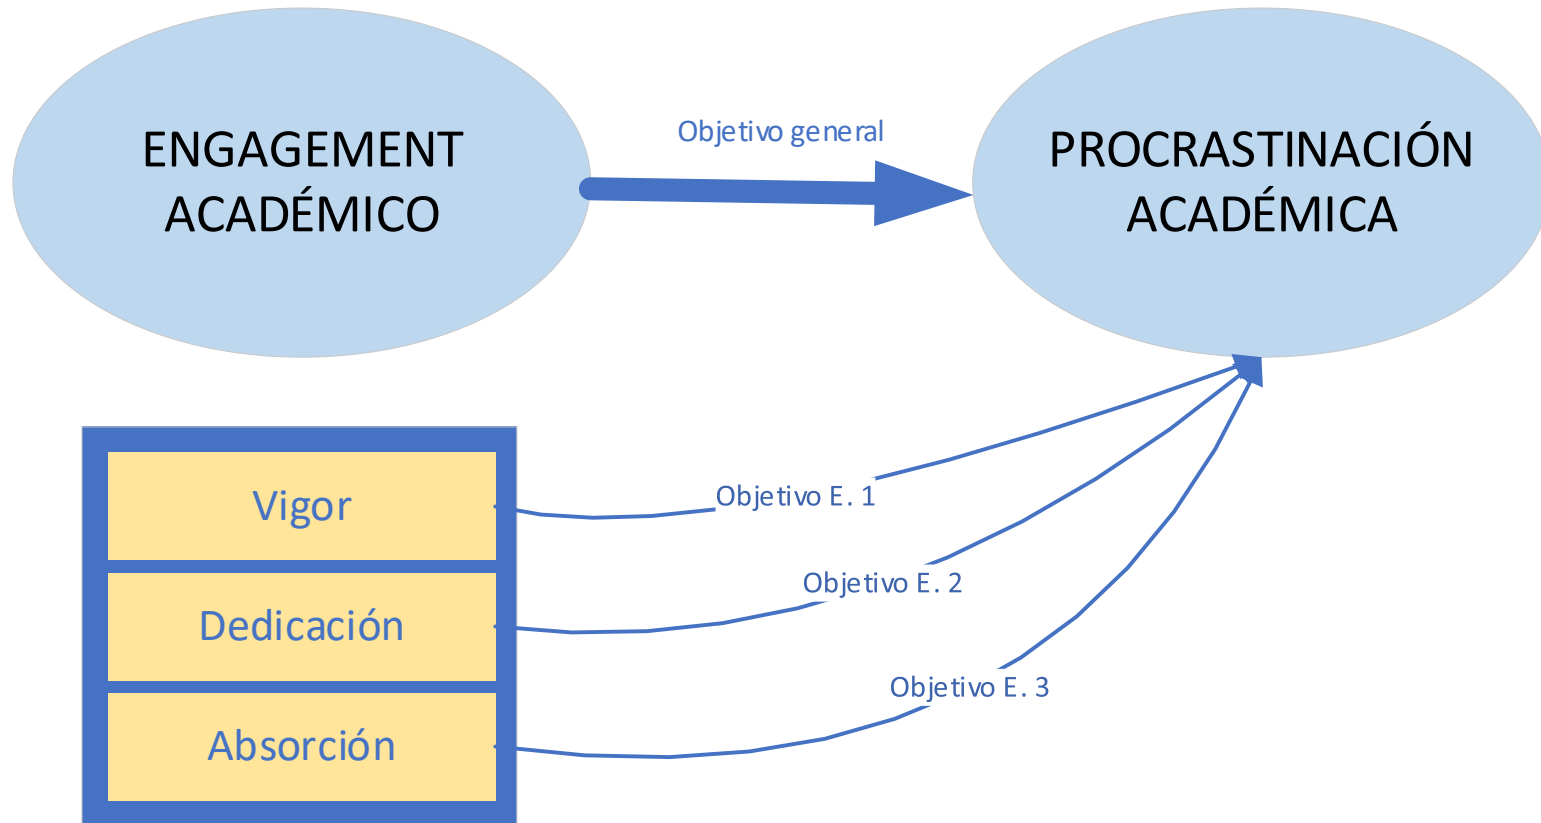 ENGAGEMENT
ACADÉMICO
Objetivo general
PROCRASTINACIÓN
ACADÉMICA
Vigor
Objetivo E. 1
Dedicación
Objetivo E. 2
Absorción
Objetivo E. 3